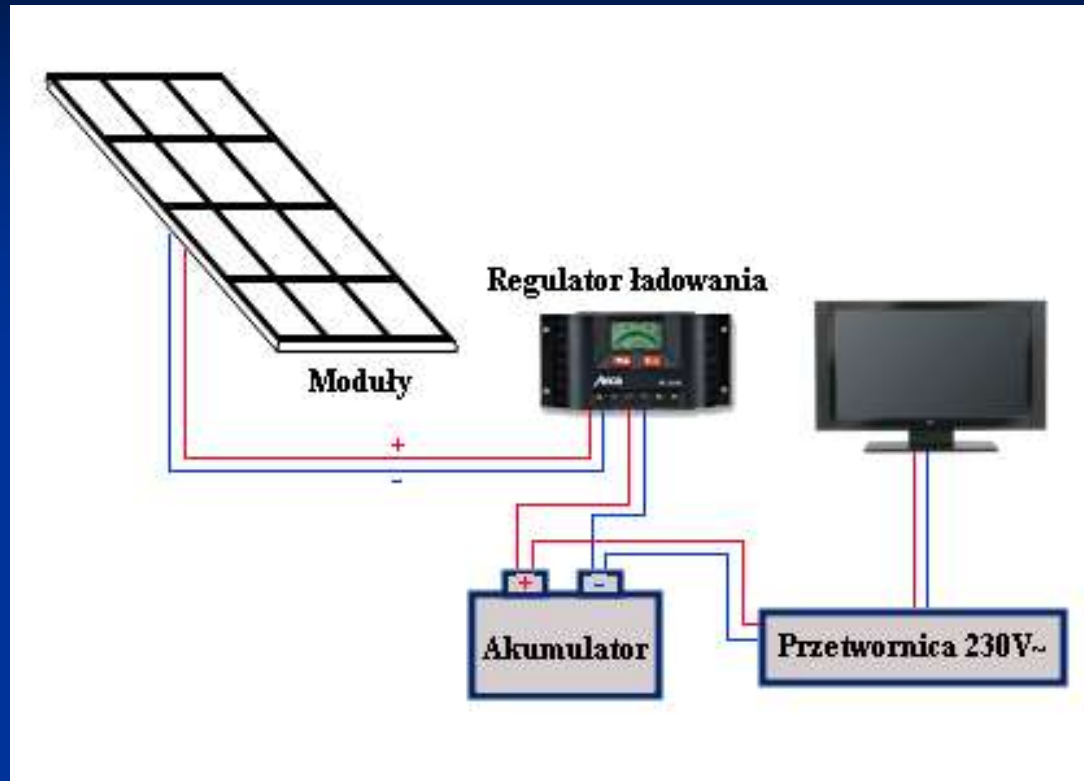 Regulator ładowania
Moduły
+
-
+
-
Akumulator
Przetwornica 230V~